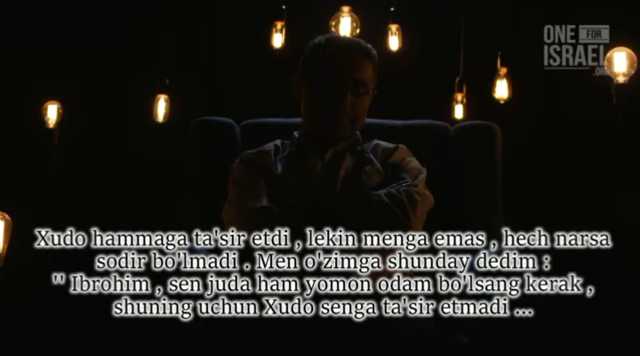 ONE FOR
ISRAEL
.ORG
Xudo hammaga ta'sir etdi , lekin menga emas , hech narsa
sodir bo'lmadi . Men o'zimga shunday dedim :
" Ibrohim , sen juda ham yomon odam bo'lsang kerak ,
shuning uchun Xudo senga ta'sir etmadi ...